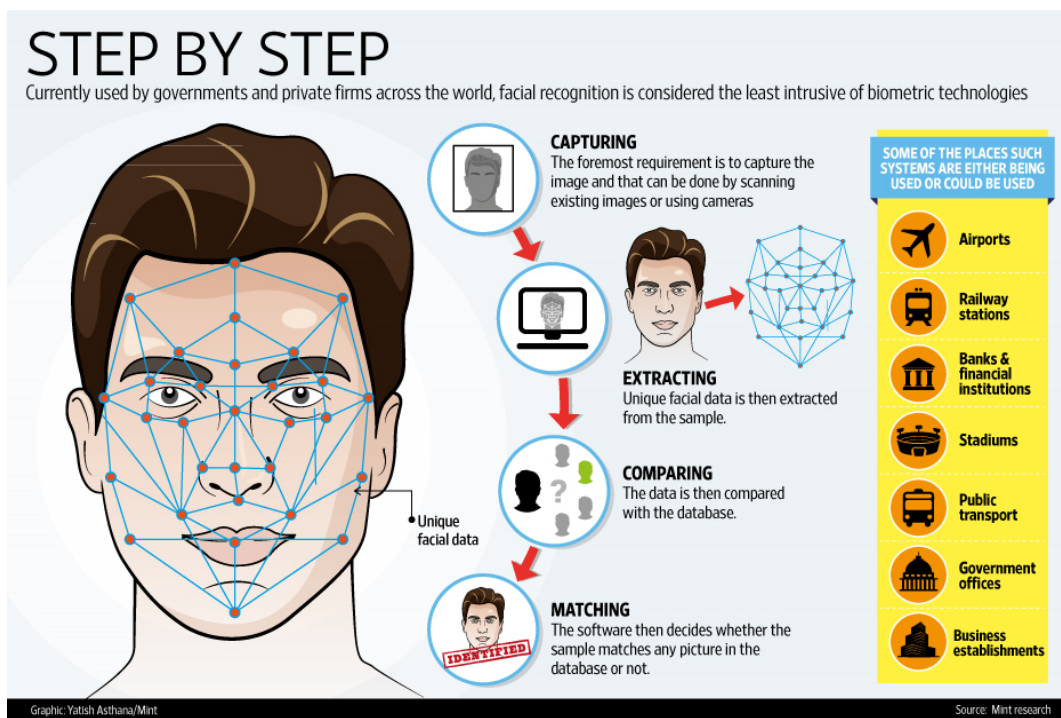 STEP BY STEP
Currently used by governments and private firms across the world, facial recognition is considered the least intrusive of biometric technologies
CAPTURING
The foremost requirement is to capture the
image and that can be done by scanning
existing images or using cameras
EXTRACTING
Unique facial data is then extracted
from the sample.
COMPARING
The data is then compared
with the database.
?
Unique
facial data
MATCHING
The software then decides whether the
sample matches any picture in the
database or not.
IDENTIFIED
SOME OF THE PLACES SUCH
SYSTEMS ARE EITHER BEING
USED OR COULD BE USED
Airports
Railway
stations
Banks &
financial
institutions
Stadiums
Public
transport
Government
offices
Business
establishments
Graphic: Yatish Asthana/Mint
Source: Mint research